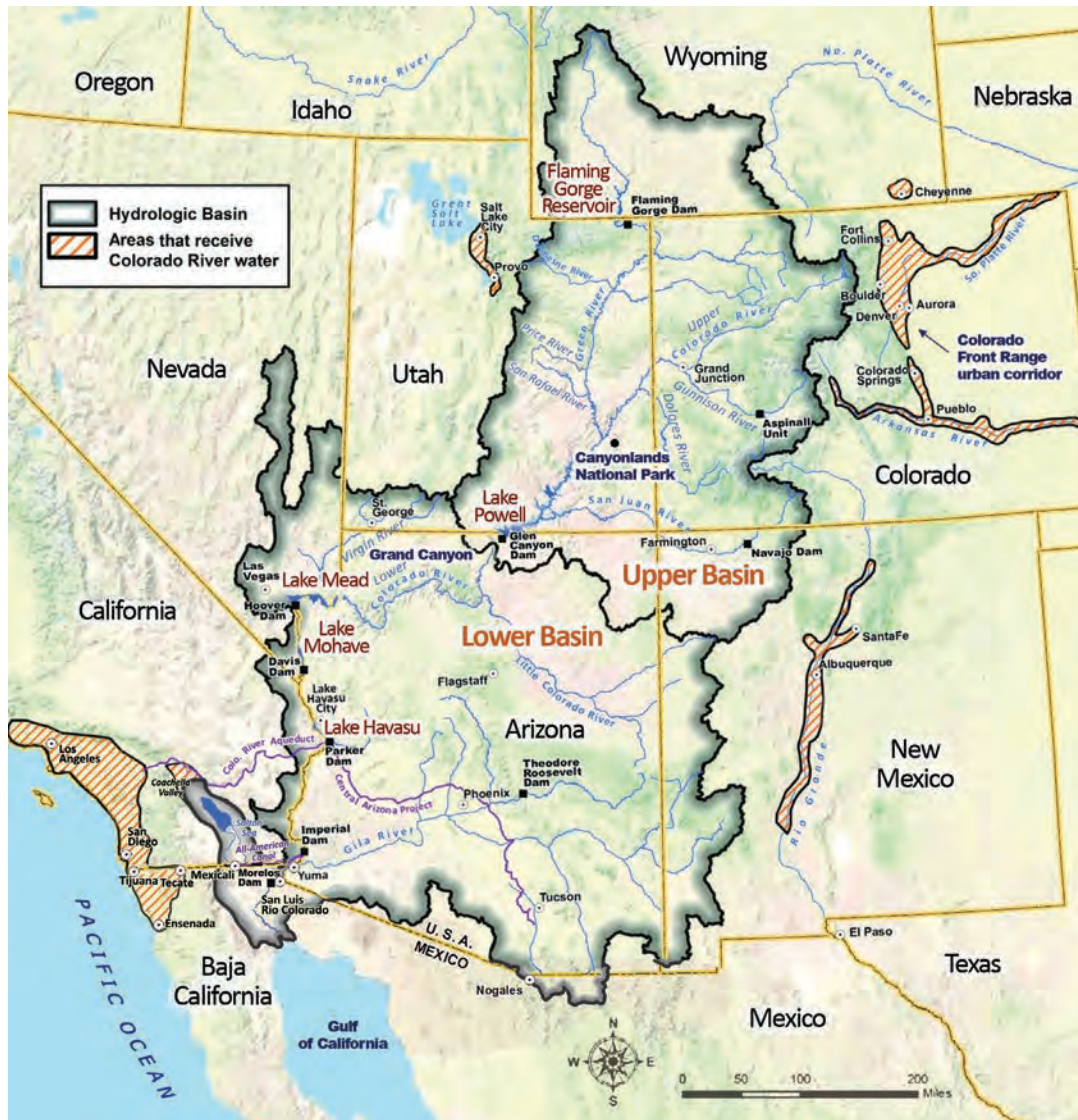 Oregon
Idaho
Snake River
Wyoming
No. Platte River
Nebraska
Hydrologic Basin
Areas that receive
Colorado River water
Flaming
Gorge
Reservoir
Flaming
Gorge Dam
Great
Salt
Lake
Salt
Lake
City
Provo
Cheyenne
Fort
Collins
So. Platte River
Boulder
Denver
Aurora
Colorado
Front Range
urban corridor
Colorado
Springs
Pueblo
Arkansas River
Colorado
Nevada
Utah
Price River
San Rafael River
Green River
Upper
Colorado River
Grand
Junction
Gunnison River
Dolores River
Aspinall
Unit
Canyonlands
National Park
Lake
Powell
San Juan River
Glen
Canyon
Dam
Farmington
Navajo Dam
St.
George
Virgin River
Grand Canyon
Las
Vegas
Lake Mead
Lower
Colorado River
Hoover
Dam
Upper Basin
Lower Basin
California
Lake
Mohave
Davis
Dam
Lake
Havasu
City
Flagstaff
Little Colorado River
Santa Fe
Albuquerque
Lake Havasu
Parker
Dam
Arizona
Colo. River Aqueduct
Los
Angeles
Coachella
Valley
Central Arizona Project
Phoenix
Theodore
Roosevelt
Dam
New
Mexico
Rio Grande
Salton
Sea
San
Diego
All-American
Canal
Imperial
Dam
Gila River
Tijuana
Tecate
Mexicali
Morelos
Dam
Yuma
San Luis
Rio Colorado
Tucson
Ensenada
U. S. A.
MEXICO
El Paso
Texas
PACIFIC OCEAN
Baja
California
Gulf
of California
Nogales
Mexico
N
W
E
S
0
50
100
200
Miles